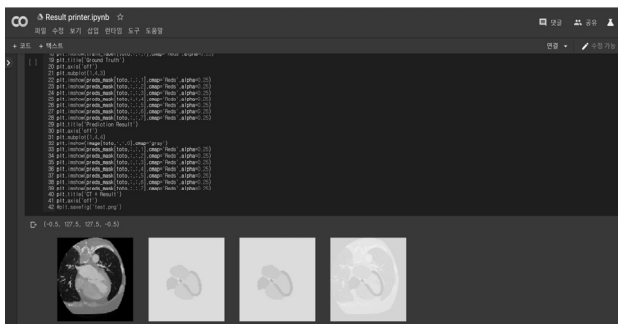 Result printer.ipynb ☆
파일 수정 보기 삽입 런타임 도구 도움말
댓글 공유
+ 코드 + 텍스트
연결 수정 가능
[ ]
19 plt.title('Ground Truth')
20 plt.axis('off')
21 plt.subplot(1,4,3)
22 plt.imshow(preds_mask[toto,:,:,1],cmap='Reds',alpha=0.25)
23 plt.imshow(preds_mask[toto,:,:,2],cmap='Reds',alpha=0.25)
24 plt.imshow(preds_mask[toto,:,:,3],cmap='Reds',alpha=0.25)
25 plt.imshow(preds_mask[toto,:,:,4],cmap='Reds',alpha=0.25)
26 plt.imshow(preds_mask[toto,:,:,5],cmap='Reds',alpha=0.25)
27 plt.imshow(preds_mask[toto,:,:,6],cmap='Reds',alpha=0.25)
28 plt.imshow(preds_mask[toto,:,:,7],cmap='Reds',alpha=0.25)
29 plt.title('Prediction Result')
30 plt.axis('off')
31 plt.subplot(1,4,4)
32 plt.imshow(image[toto,:,:,0],cmap='gray')
33 plt.imshow(preds_mask[toto,:,:,1],cmap='Reds',alpha=0.25)
34 plt.imshow(preds_mask[toto,:,:,2],cmap='Reds',alpha=0.25)
35 plt.imshow(preds_mask[toto,:,:,3],cmap='Reds',alpha=0.25)
36 plt.imshow(preds_mask[toto,:,:,4],cmap='Reds',alpha=0.25)
37 plt.imshow(preds_mask[toto,:,:,5],cmap='Reds',alpha=0.25)
38 plt.imshow(preds_mask[toto,:,:,6],cmap='Reds',alpha=0.25)
39 plt.imshow(preds_mask[toto,:,:,7],cmap='Reds',alpha=0.25)
40 plt.title('CT + Result')
41 plt.axis('off')
42 #plt.savefig('test.png')
(-0.5, 127.5, 127.5, -0.5)